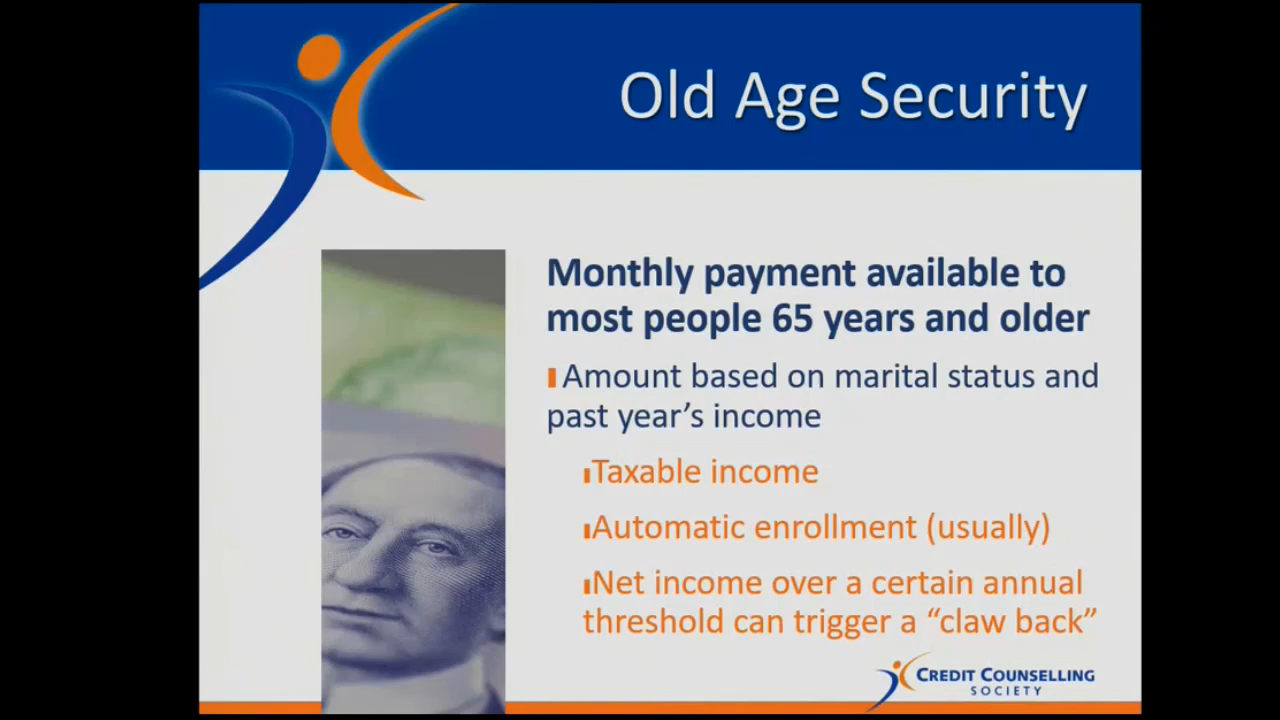 Old Age Security
Monthly payment available to
most people 65 years and older
Amount based on marital status and
past year's income
Taxable income
Automatic enrollment (usually)
Net income over a certain annual
threshold can trigger a “claw back”
CREDIT COUNSELLING
SOCIETY